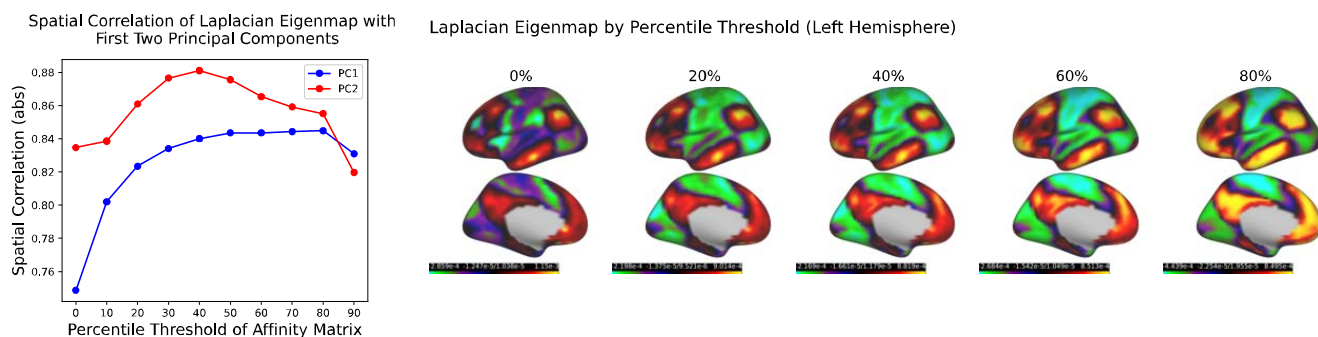 Spatial Correlation of Laplacian Eigenmap with
First Two Principal Components
Spatial Correlation (abs)
0.88
0.86
0.84
0.82
0.80
0.78
0.76
PC1
PC2
0 10 20 30 40 50 60 70 80 90
Percentile Threshold of Affinity Matrix
Laplacian Eigenmap by Percentile Threshold (Left Hemisphere)
0% 20% 40% 60% 80%